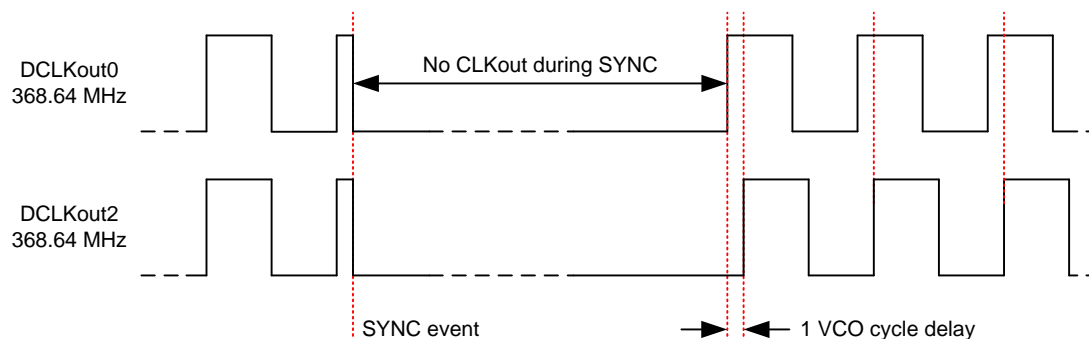 DCLKout0
368.64 MHz
No CLKout during SYNC
DCLKout2
368.64 MHz
SYNC event
1 VCO cycle delay